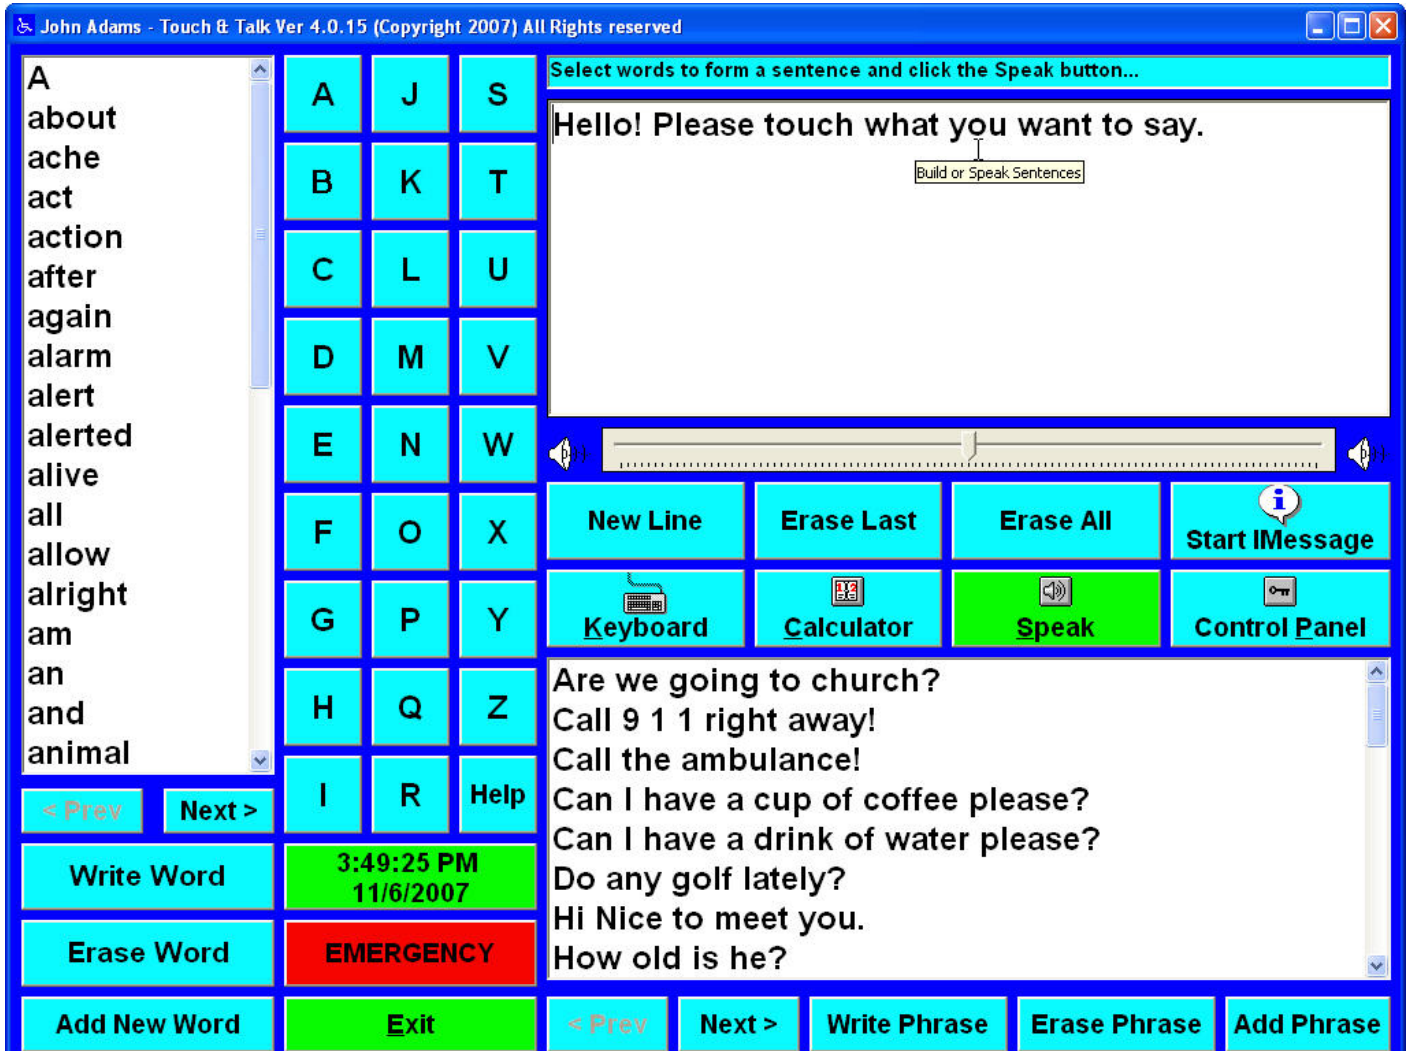 John Adams - Touch & Talk Ver 4.0.15 (Copyright 2007) All Rights reserved
A
about
ache
act
action
after
again
alarm
alert
alerted
alive
all
allow
alright
am
an
and
animal
< Prev Next >
Write Word
Erase Word
Add New Word
A J S
B K T
C L U
D M V
E N W
F O X
G P Y
H Q Z
I R Help
3:49:25 PM
11/6/2007
EMERGENCY
Exit
Select words to form a sentence and click the Speak button...
Hello! Please touch what you want to say.
Build or Speak Sentences
New Line Erase Last Erase All Start IMessage
Keyboard Calculator Speak Control Panel
Are we going to church?
Call 9 1 1 right away!
Call the ambulance!
Can I have a cup of coffee please?
Can I have a drink of water please?
Do any golf lately?
Hi Nice to meet you.
How old is he?
< Prev Next > Write Phrase Erase Phrase Add Phrase